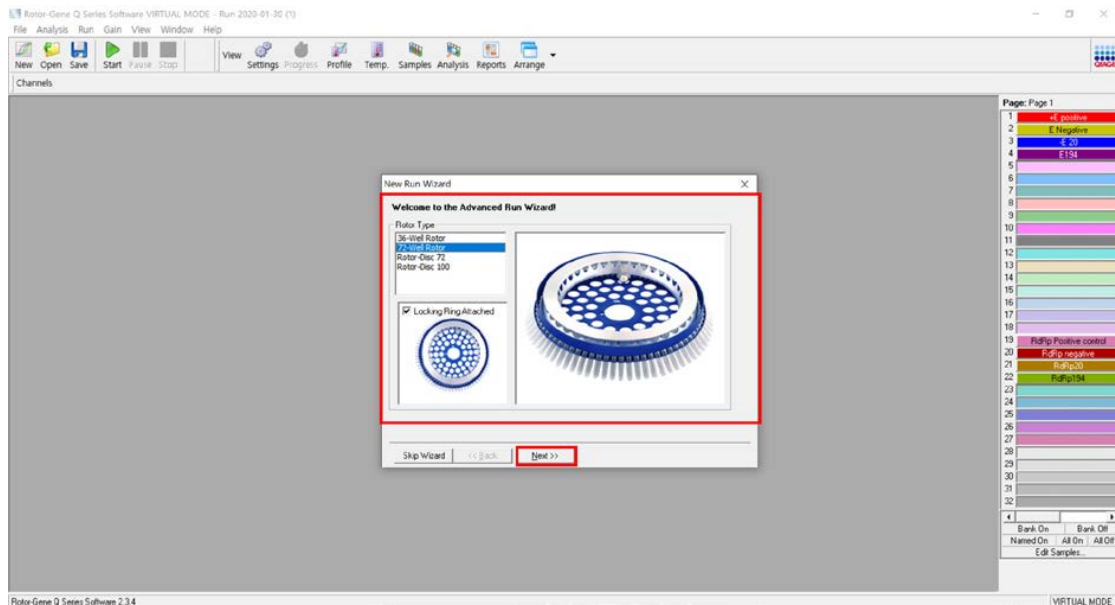 Rotor-Gene Q Series Software VIRTUAL MODE - Run 2020-01-30 (1)
File Analysis Run Gain View Window Help
New Open Save Start Pause Stop View Settings Progress Profile Temp. Samples Analysis Reports Arrange
QIAGEN
Channels
Page: Page 1
1 +E positive
2 E Negative
3 -E 20
4 E194
5
6
7
8
9
10
11
12
13
14
15
16
17
18
19 RdRp Positive control
20 RdRp negative
21 RdRp20
22 RdRp194
23
24
25
26
27
28
29
30
31
32
Bank On Bank Off
Named On All On All Off
Edit Samples...
New Run Wizard
Welcome to the Advanced Run Wizard!
Rotor Type
36-Well Rotor
72-Well Rotor
Rotor-Disc 72
Rotor-Disc 100
Locking Ring Attached
Skip Wizard << Back Next >>
Rotor-Gene Q Series Software 2.3.4
VIRTUAL MODE